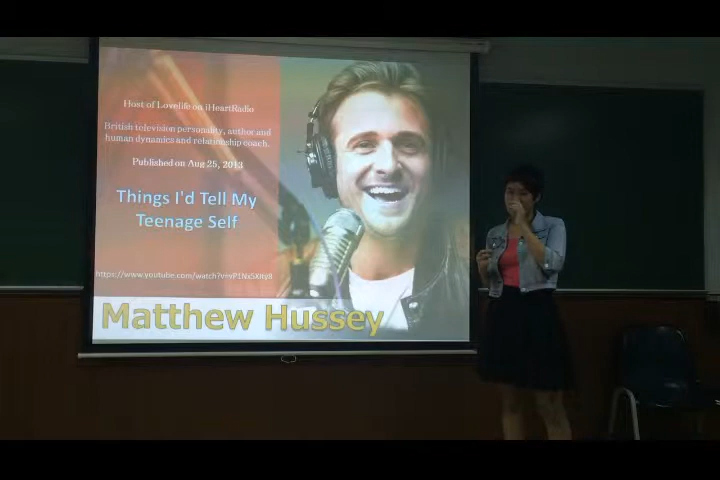 Host of Lovelife on iHeartRadio
British television personality, author and
human dynamics and relationship coach.
Published on Aug 25, 2013
Things I'd Tell My
Teenage Self
Matthew Hussey